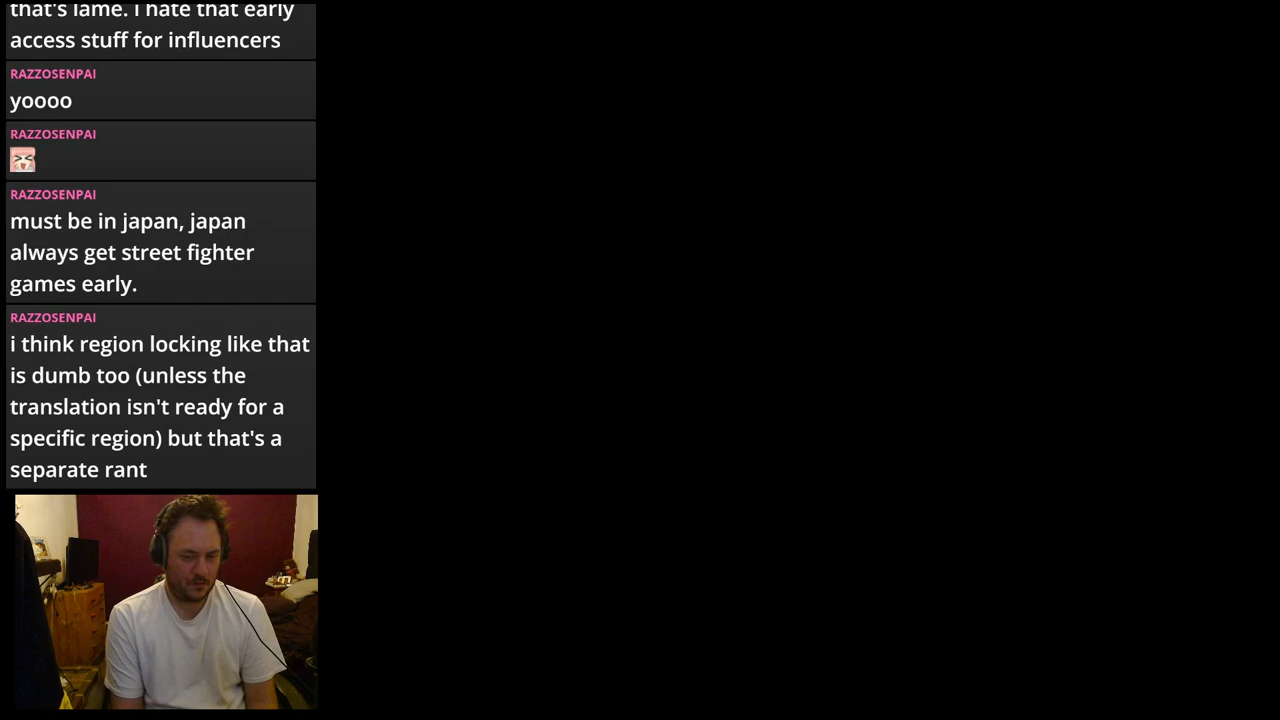 that's lame. I hate that early
access stuff for influencers
RAZZOSENPAI
yoooo
RAZZOSENPAI
RAZZOSENPAI
must be in japan, japan
always get street fighter
games early.
RAZZOSENPAI
i think region locking like that
is dumb too (unless the
translation isn't ready for a
specific region) but that's a
separate rant